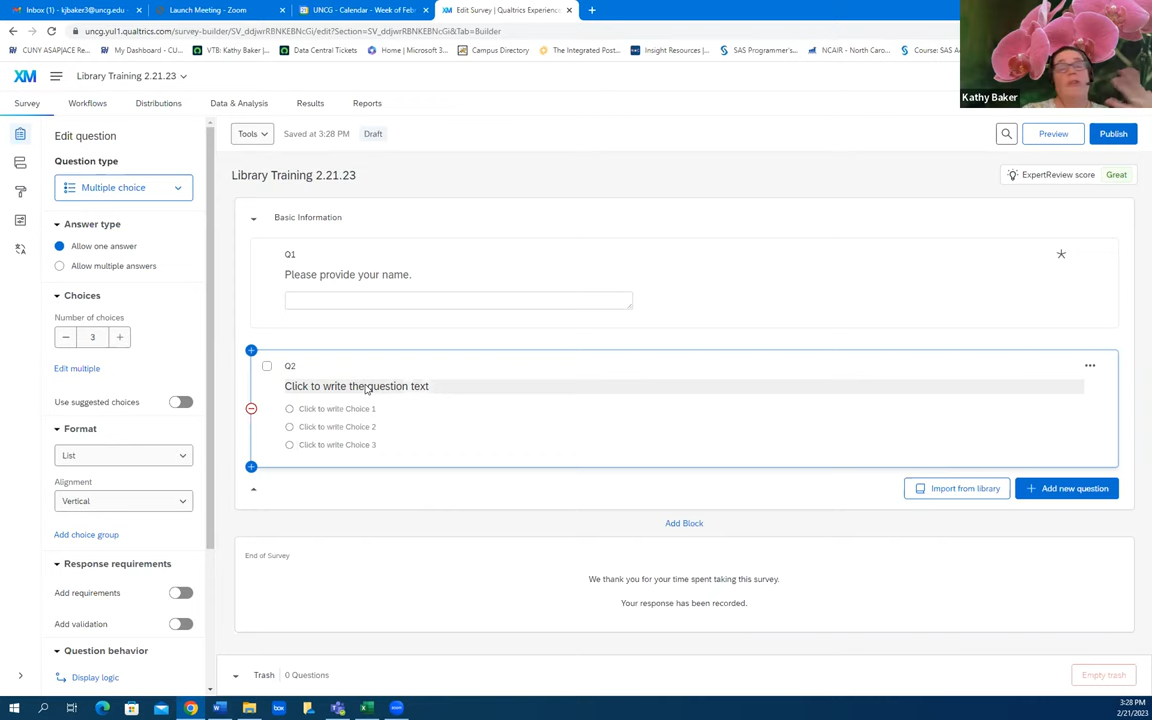 Inbox (1) - kjbaker3@uncg.edu -
Launch Meeting - Zoom
UNCG - Calendar - Week of Feb
Edit Survey | Qualtrics Experience
uncg.yul1.qualtrics.com/survey-builder/SV_ddjwrRBNKEBNcGi/edit?Section=SV_ddjwrRBNKEBNcGi&Tab=Builder
CUNY ASAP|ACE Re
My Dashboard - CU
VTB: Kathy Baker |
Data Central Tickets
Home | Microsoft 3
Campus Directory
The Integrated Post
Insight Resources |
SAS Programmer's
NCAIR - North Caro
Course: SAS
XM
Library Training 2.21.23
Kathy Baker
Survey
Workflows
Distributions
Data & Analysis
Results
Reports
Edit question
Tools
Saved at 3:28 PM
Draft
Preview
Publish
Question type
Multiple choice
Library Training 2.21.23
ExpertReview score
Great
Answer type
Allow one answer
Allow multiple answers
Basic Information
Q1
Please provide your name.
Choices
Number of choices
3
Edit multiple
Use suggested choices
Q2
Click to write the question text
Click to write Choice 1
Click to write Choice 2
Click to write Choice 3
Format
List
Alignment
Vertical
Import from library
Add new question
Add Block
Add choice group
End of Survey
We thank you for your time spent taking this survey.
Your response has been recorded.
Response requirements
Add requirements
Add validation
Question behavior
Display logic
Trash
0 Questions
Empty trash
3:28 PM
2/21/2023